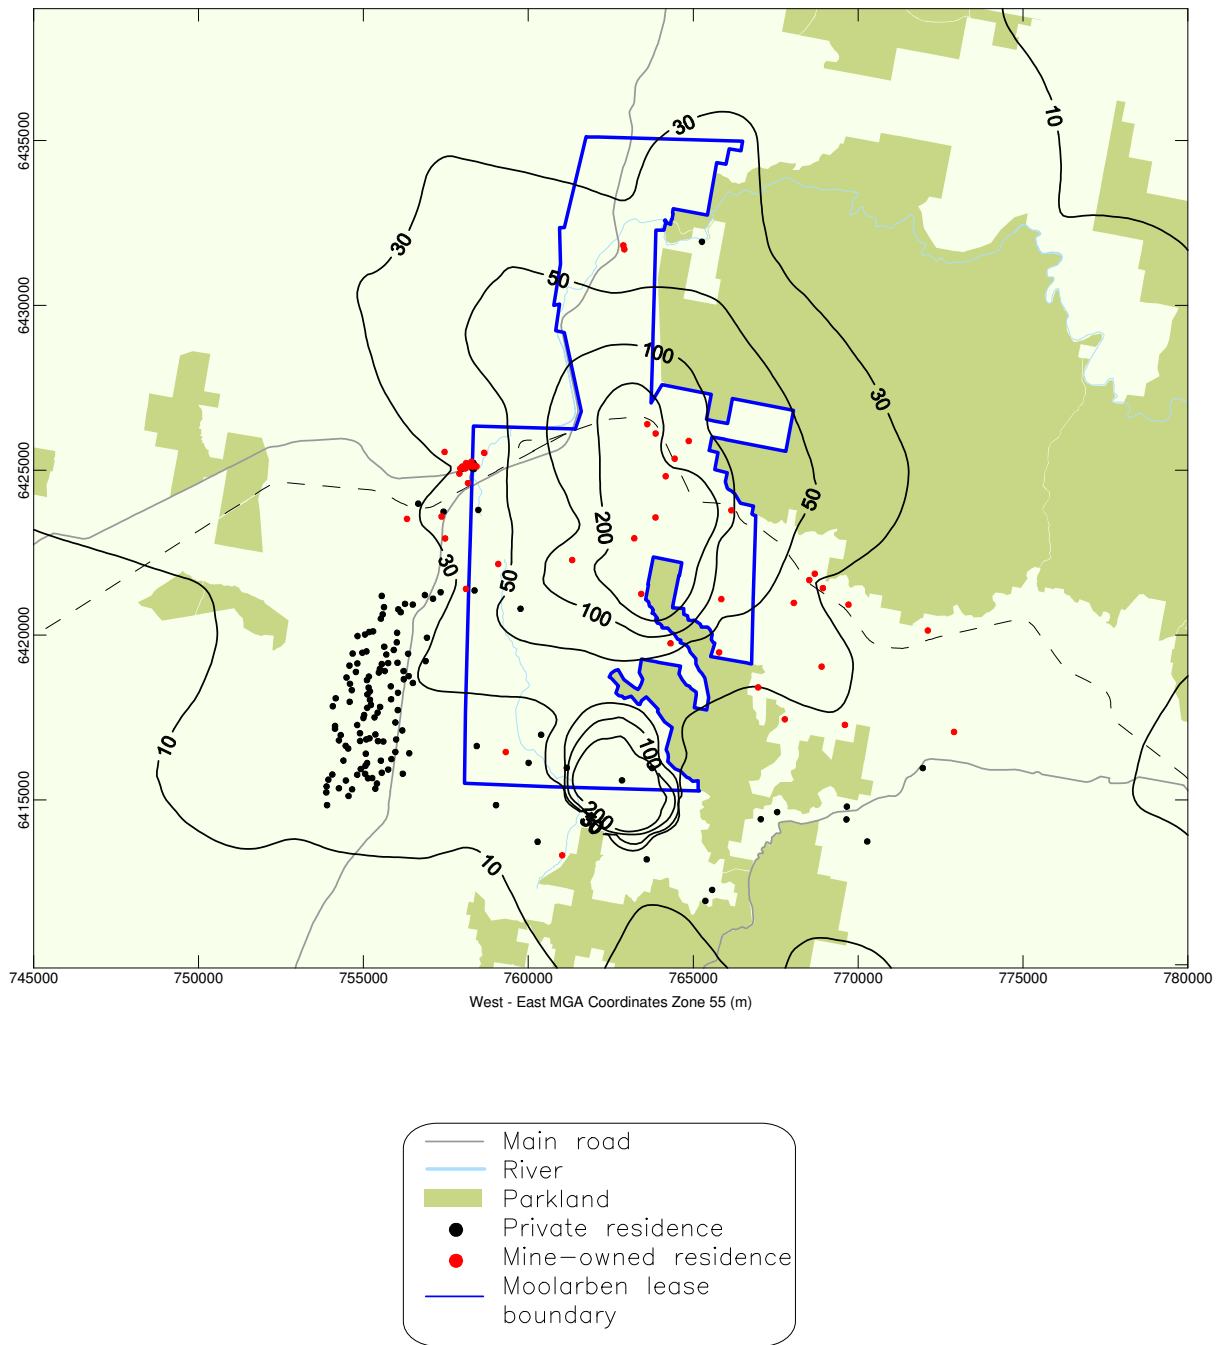 10
30
6435000
30
50
6430000
100
30
6425000
50
200
30
50
100
6420000
10
100
6415000
200
10
745000 750000 755000 760000 765000 770000 775000 780000
West - East MGA Coordinates Zone 55 (m)
Main road
River
Parkland
Private residence
Mine-owned residence
Moolarben lease
boundary